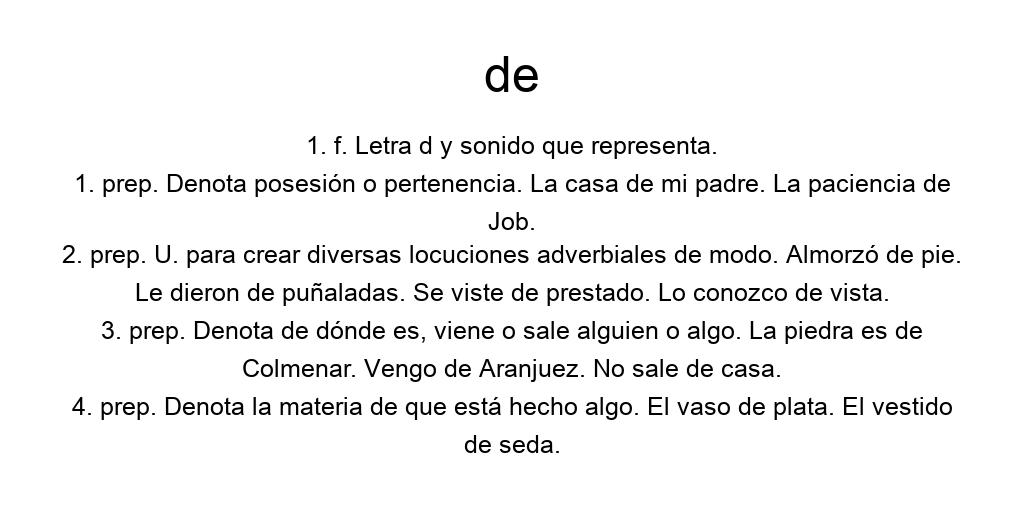 de
1. f. Letra d y sonido que representa.
1. prep. Denota posesión o pertenencia. La casa de mi padre. La paciencia de
Job.
2. prep. U. para crear diversas locuciones adverbiales de modo. Almorzó de pie.
Le dieron de puñaladas. Se viste de prestado. Lo conozco de vista.
3. prep. Denota de dónde es, viene o sale alguien o algo. La piedra es de
Colmenar. Vengo de Aranjuez. No sale de casa.
4. prep. Denota la materia de que está hecho algo. El vaso de plata. El vestido
de seda.